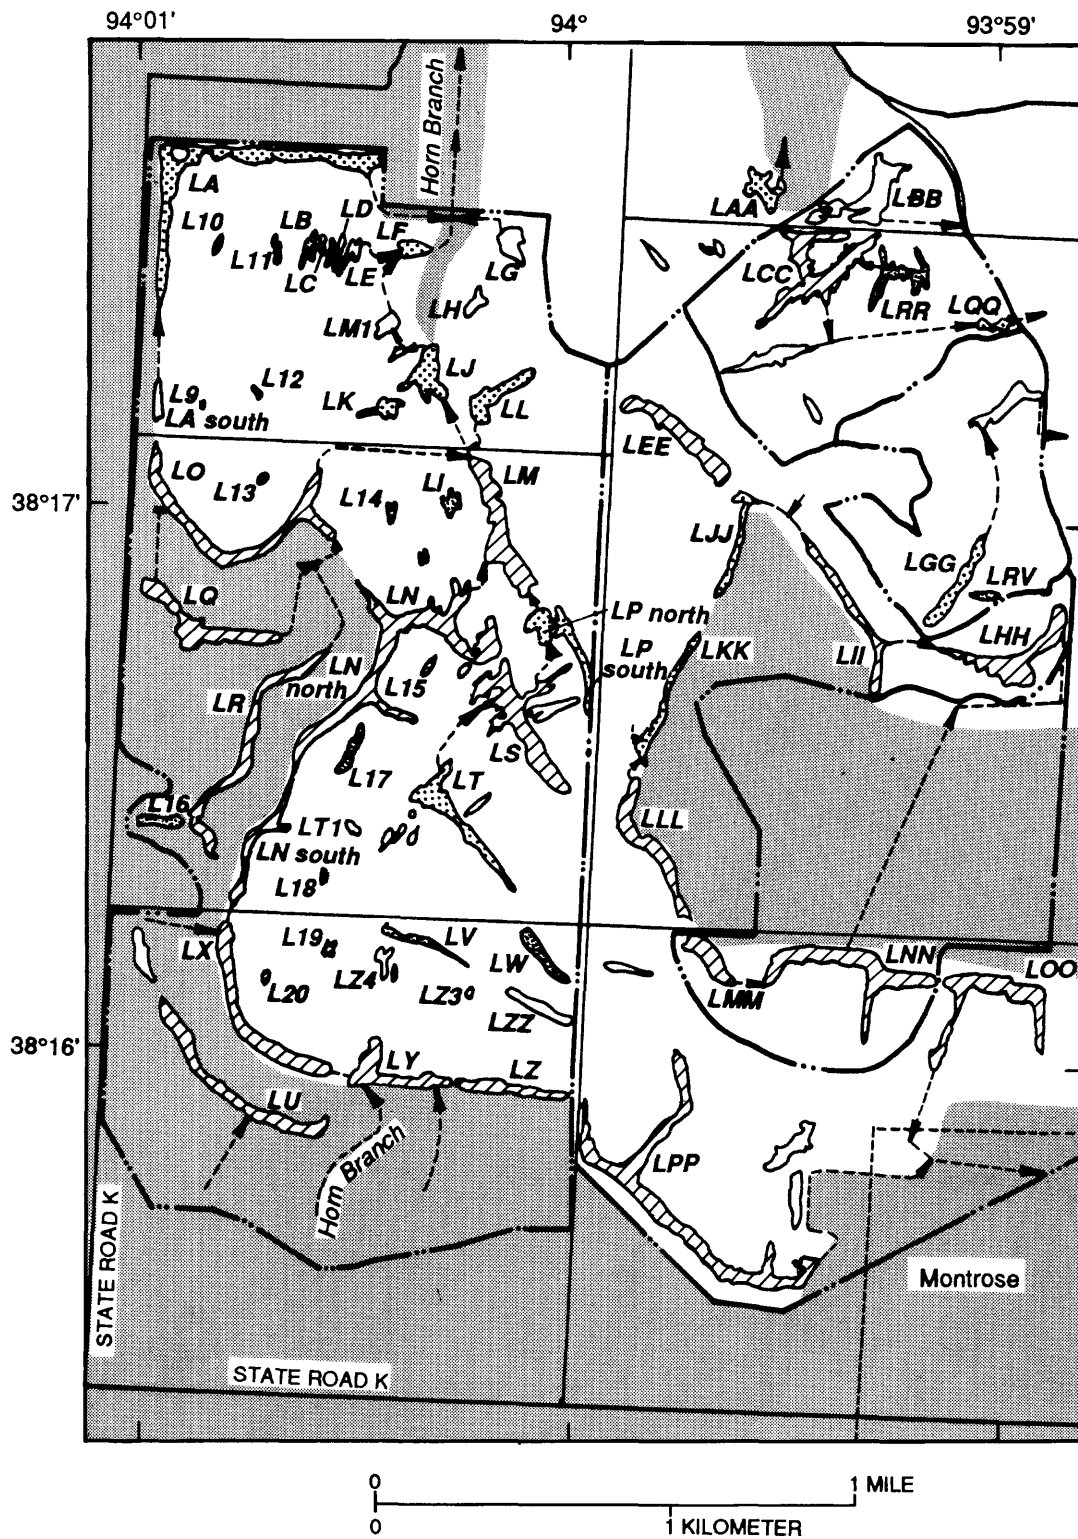 94°01' 94° 93°59'
Horn Branch
LA
LD
L10 LB LF
L11 LC LE
LG
LAA LBB
LCC
LRR LQQ
LH
LM1
LJ
L12
L9 LK LL
LA south
LEE
LO LM
L13 L14 LI
38°17'
LJJ
LGG LRV
LQ LN
LP north
LHH
LN north
LP south
LKK LII
LR L15
LS
L17 LT
L16
LT1 LLL
LN south
L18
LX L19 LV LW
LNN LOO
L20 LZ4 LZ3 LZZ
LMM
38°16'
LY LZ
LU
Horn Branch
LPP
STATE ROAD K
Montrose
STATE ROAD K
0 1 MILE
0 1 KILOMETER